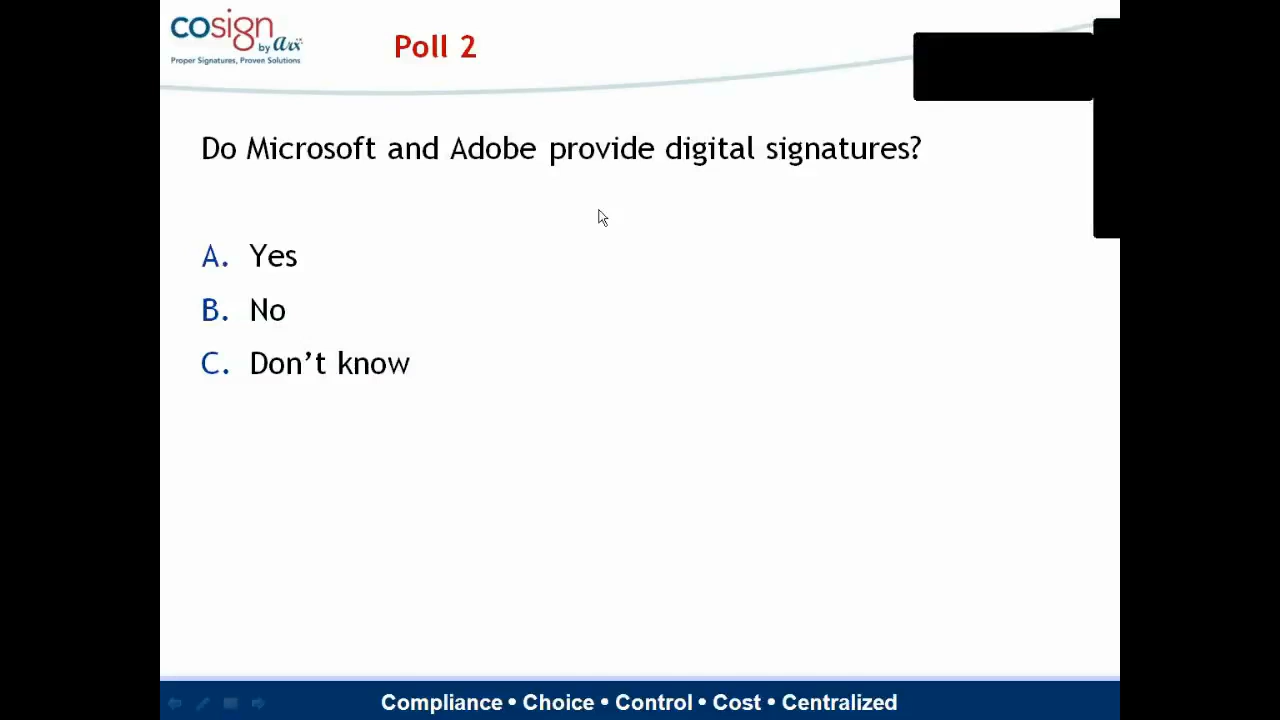 cosign
by arx
Proper Signatures, Proven Solutions
Poll 2
Do Microsoft and Adobe provide digital signatures?
A. Yes
B. No
C. Don’t know
Compliance • Choice • Control • Cost • Centralized